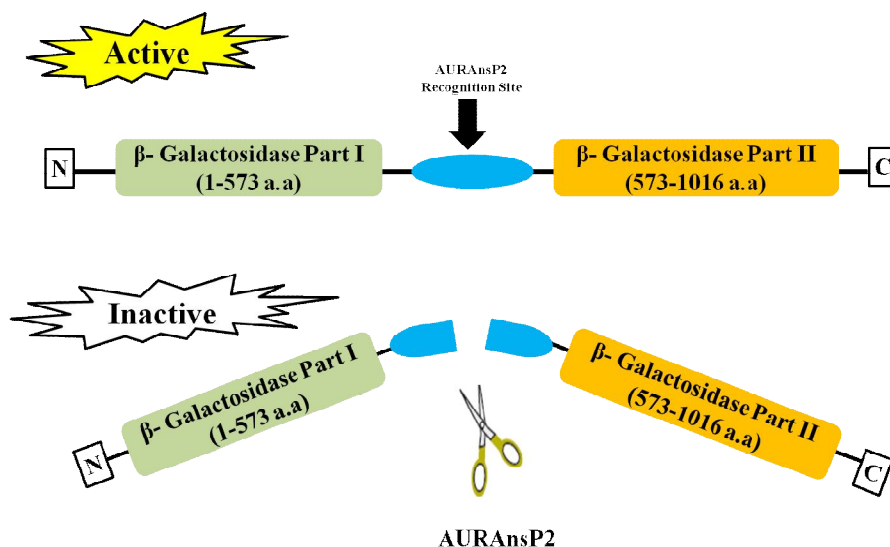 Active
AURAnsP2
Recognition Site
N
β- Galactosidase Part I
(1-573 a.a)
β- Galactosidase Part II
(573-1016 a.a)
C
Inactive
β- Galactosidase Part I
(1-573 a.a)
N
β- Galactosidase Part II
(573-1016 a.a)
C
AURAnsP2